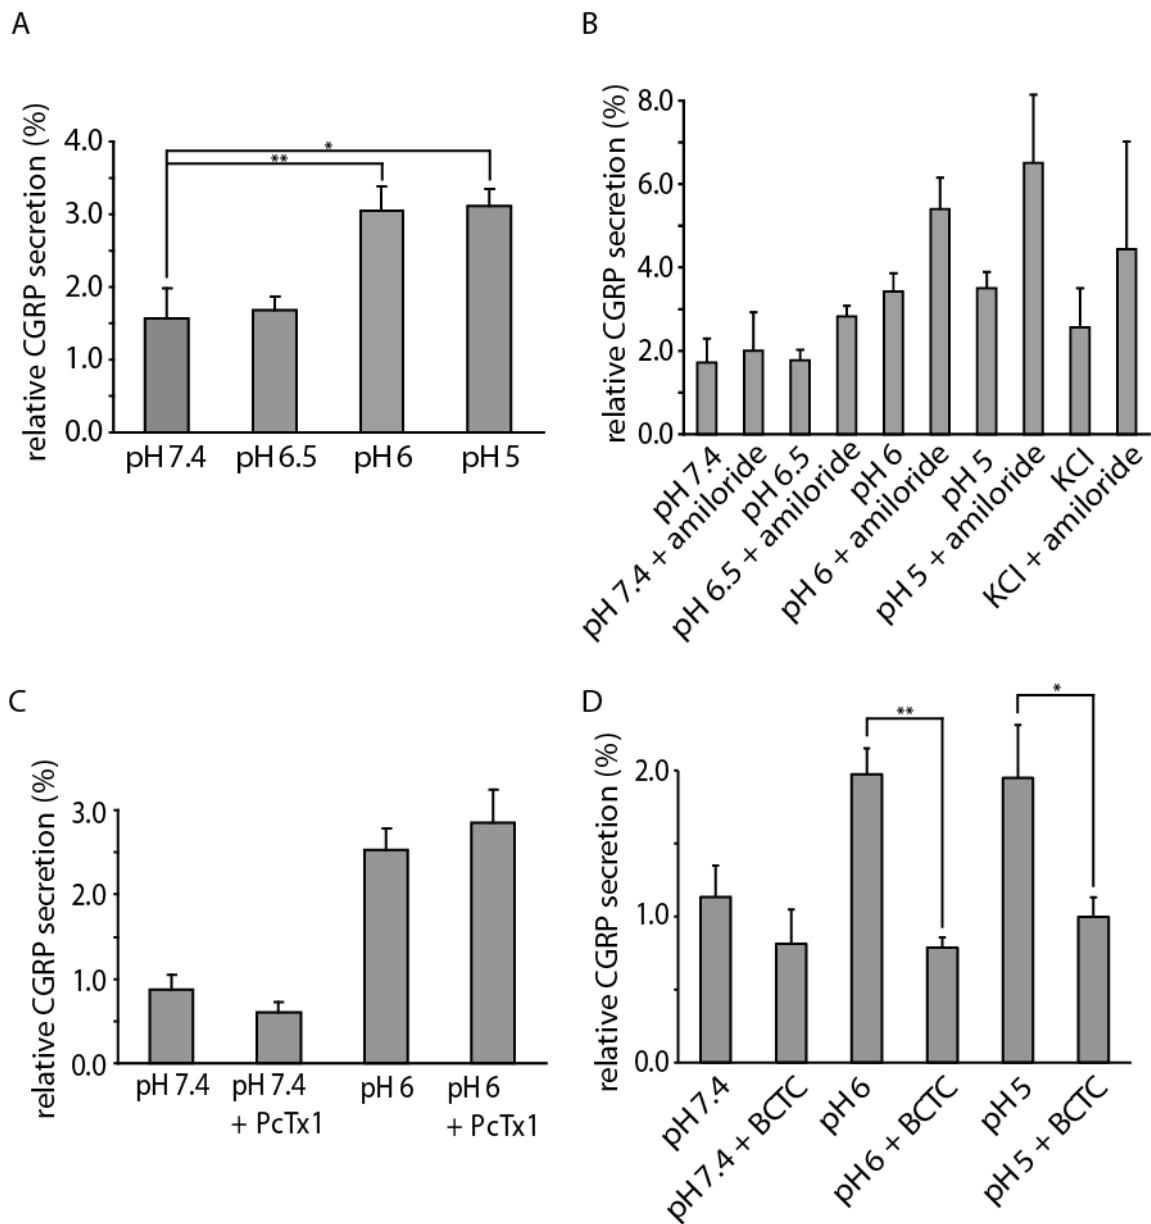 A
relative CGRP secretion (%)
4.0
3.0
2.0
1.0
0.0
*
**
pH 7.4
pH 6.5
pH 6
pH 5
B
relative CGRP secretion (%)
8.0
6.0
4.0
2.0
0.0
pH 7.4
pH 7.4 + amiloride
pH 6.5
pH 6.5 + amiloride
pH 6
pH 6 + amiloride
pH 5
pH 5 + amiloride
KCl
KCl + amiloride
C
relative CGRP secretion (%)
3.0
2.0
1.0
0.0
pH 7.4
pH 7.4
+ PcTx1
pH 6
pH 6
+ PcTx1
D
relative CGRP secretion (%)
2.0
1.0
0.0
**
*
pH 7.4
pH 7.4 + BCTC
pH 6
pH 6 + BCTC
pH 5
pH 5 + BCTC